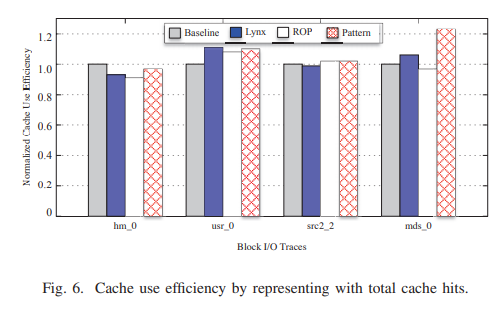 Baseline Lynx ROP Pattern
Normalized Cache Use Efficiency
1.2
1.0
0.8
0.6
0.4
0.2
0
hm_0 usr_0 src2_2 mds_0
Block I/O Traces
Fig. 6. Cache use efficiency by representing with total cache hits.